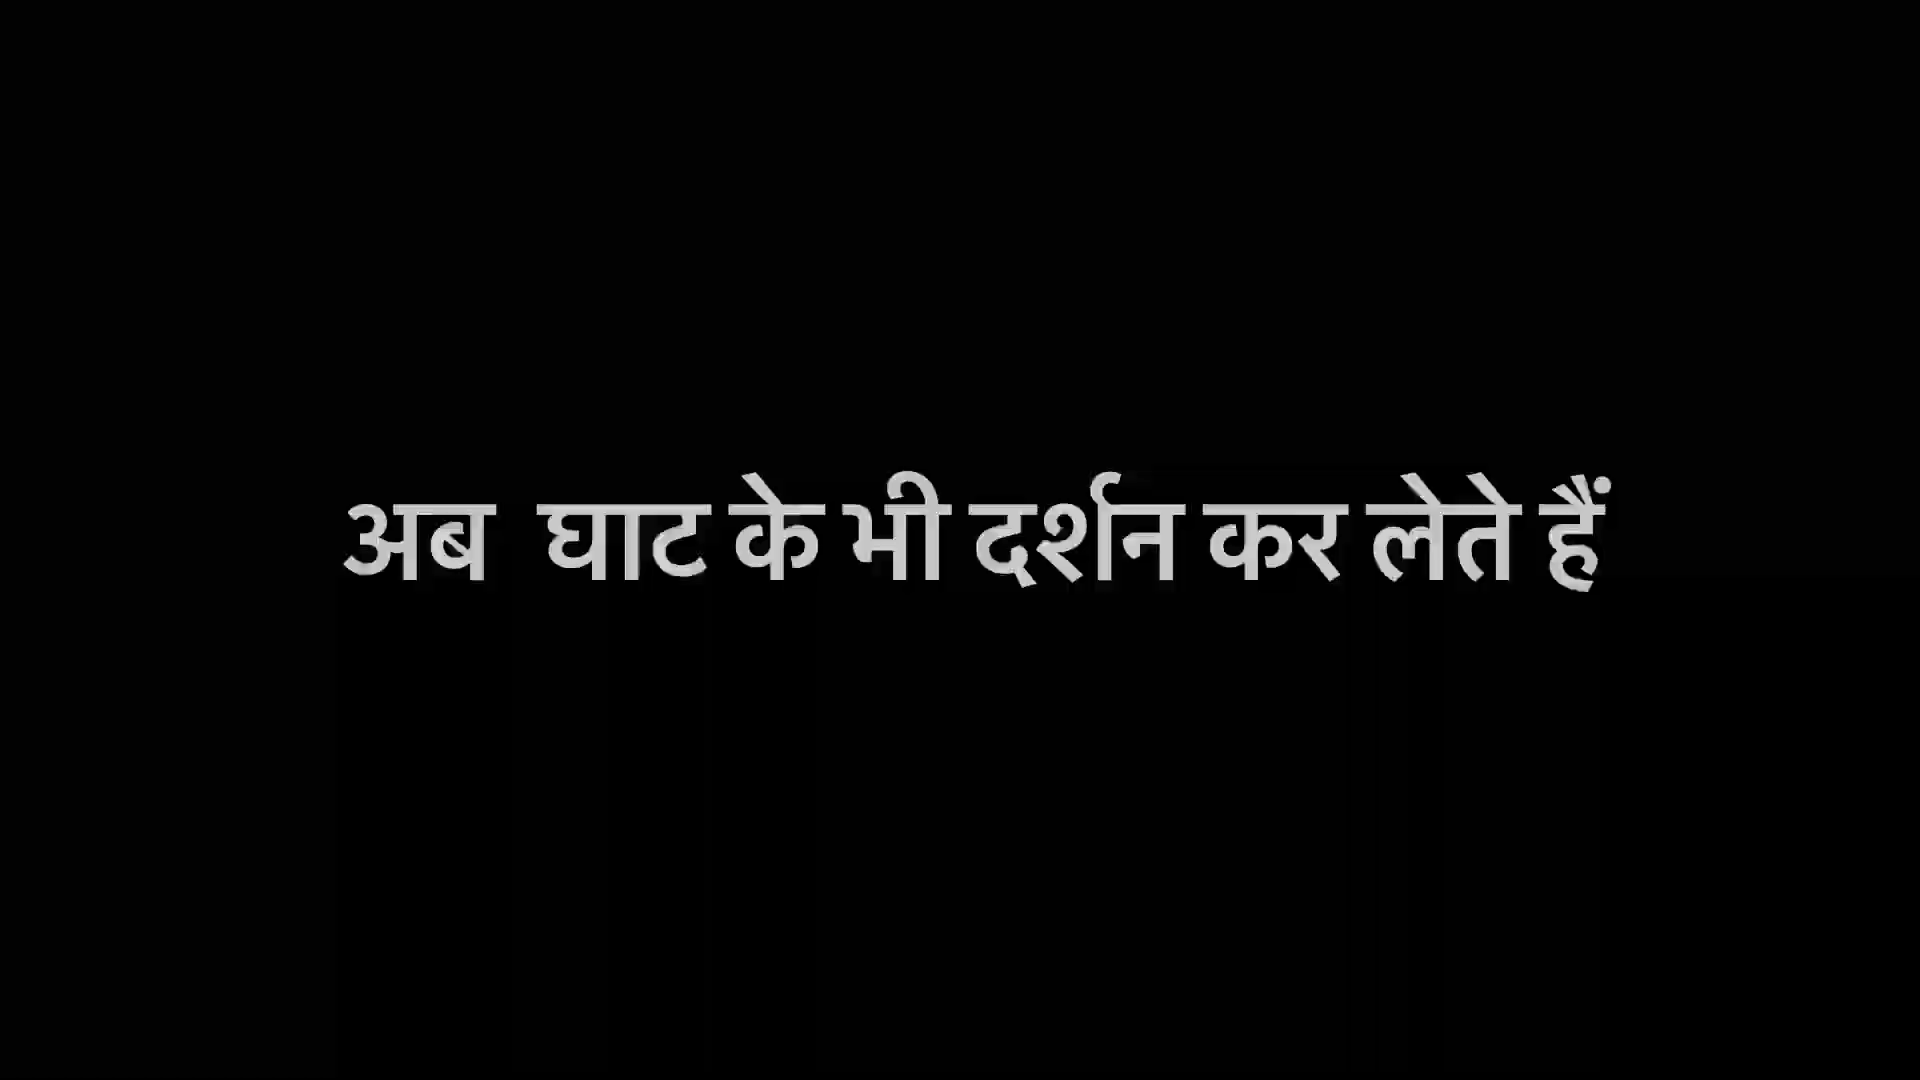 अब घाट के भी दर्शन कर लेते हैं